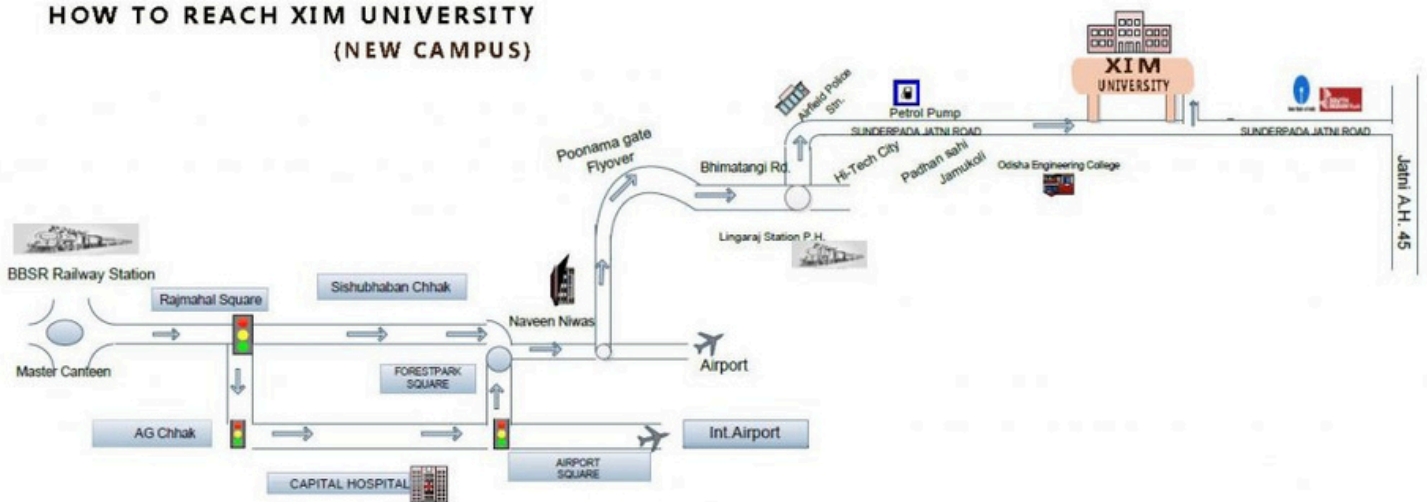 HOW TO REACH XIM UNIVERSITY
(NEW CAMPUS)
XIM
UNIVERSITY
Airfield Police
Stn.
Petrol Pump
SUNDERPADA JATNI ROAD
SUNDERPADA JATNI ROAD
Poonama gate
Flyover
Bhimatangi Rd.
Hi-Tech City
Padhan sahi
Jamukoli
Odisha Engineering College
Jatni A.H. 45
Lingaraj Station P.H.
BBSR Railway Station
Rajmahal Square
Sishubhaban Chhak
Naveen Niwas
Master Canteen
FORESTPARK
SQUARE
Airport
AG Chhak
Int.Airport
AIRPORT
SQUARE
CAPITAL HOSPITAL